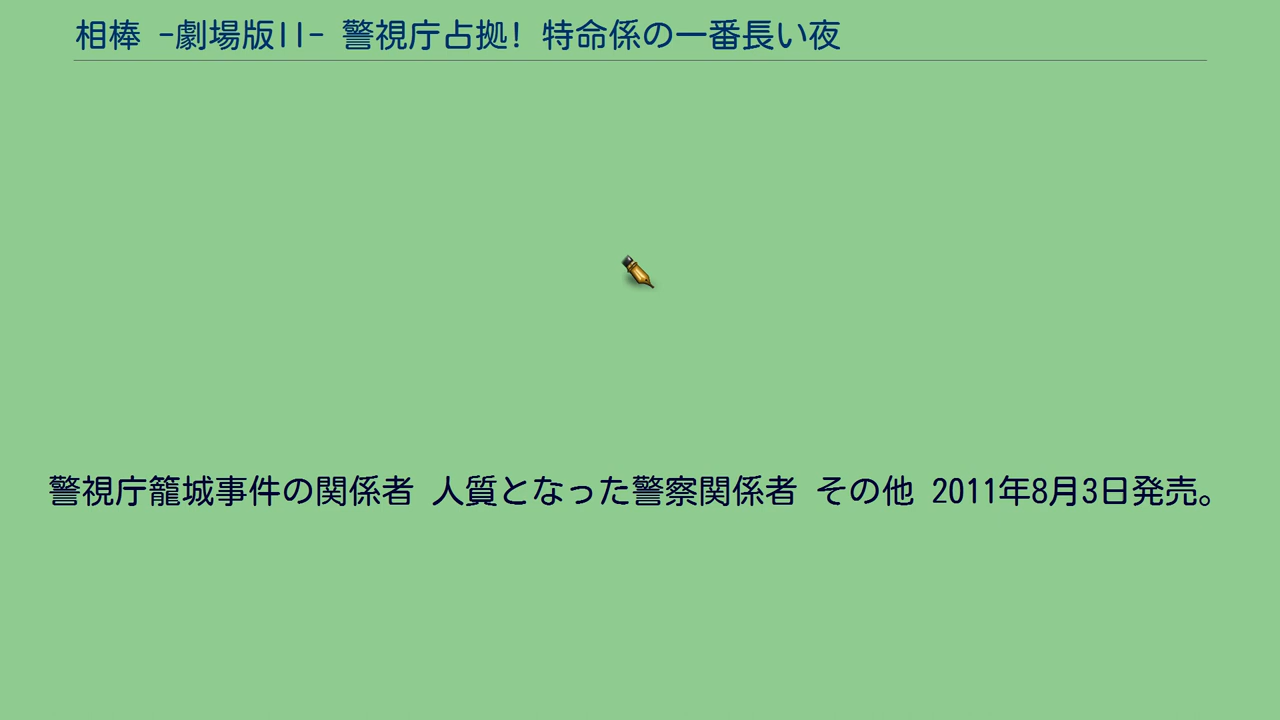 相棒 -劇場版II- 警視庁占拠! 特命係の一番長い夜
警視庁籠城事件の関係者 人質となった警察関係者 その他 2011年8月3日発売。